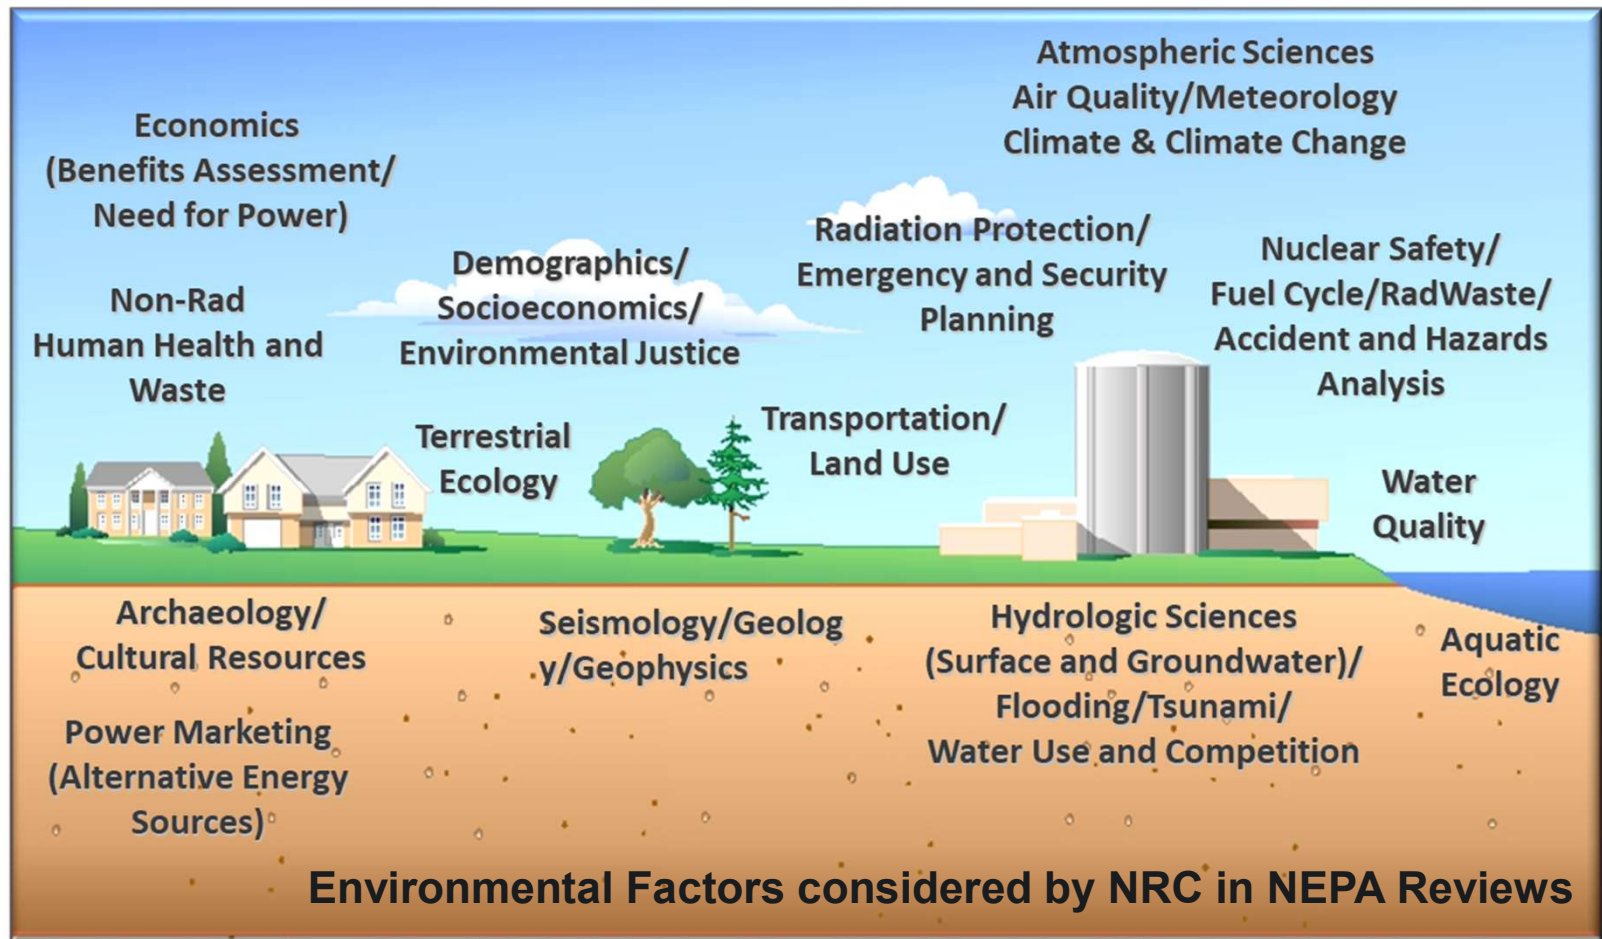 Atmospheric Sciences
Air Quality/Meteorology
Climate & Climate Change
Economics
(Benefits Assessment/
Need for Power)
Radiation Protection/
Emergency and Security
Planning
Nuclear Safety/
Fuel Cycle/RadWaste/
Accident and Hazards
Analysis
Demographics/
Socioeconomics/
Environmental Justice
Non-Rad
Human Health and
Waste
Terrestrial
Ecology
Transportation/
Land Use
Water
Quality
Archaeology/
Cultural Resources
Seismology/Geolog
y/Geophysics
Hydrologic Sciences
(Surface and Groundwater)/
Flooding/Tsunami/
Water Use and Competition
Aquatic
Ecology
Power Marketing
(Alternative Energy
Sources)
Environmental Factors considered by NRC in NEPA Reviews